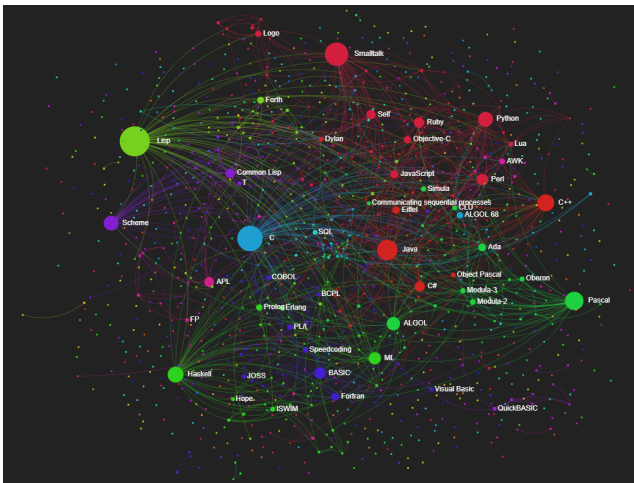 Logo
Smalltalk
Forth
Self
Ruby
Python
Lisp
Dylan
Objective-C
Lua
AWK
Common Lisp
JavaScript
T
Perl
Simula
Communicating sequential processes
C++
Eiffel
CLU
ALGOL 68
Scheme
SQL
C
Java
Ada
APL
COBOL
Object Pascal
Oberon
C#
BCPL
Modula-3
Modula-2
Pascal
Prolog
Erlang
FP
PL/I
ALGOL
Speedcoding
ML
Haskell
JOSS
BASIC
Visual Basic
Hope
Fortran
ISWIM
QuickBASIC